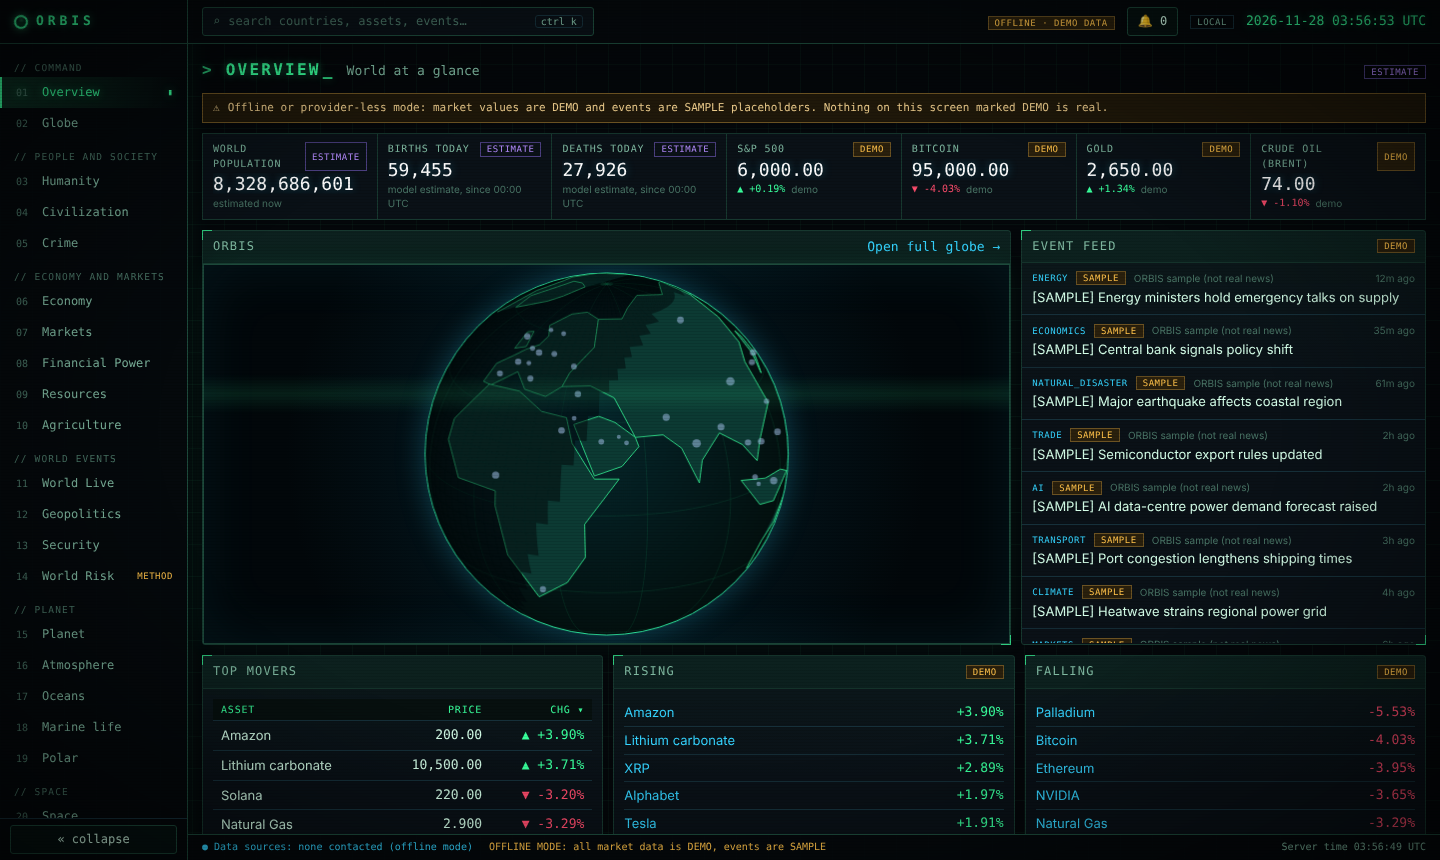 ORBIS
⌕ search countries, assets, events… ctrl k
OFFLINE · DEMO DATA
🔔 0
LOCAL
2026-11-28 03:56:53 UTC
// COMMAND
01 Overview
02 Globe
// PEOPLE AND SOCIETY
03 Humanity
04 Civilization
05 Crime
// ECONOMY AND MARKETS
06 Economy
07 Markets
08 Financial Power
09 Resources
10 Agriculture
// WORLD EVENTS
11 World Live
12 Geopolitics
13 Security
14 World Risk METHOD
// PLANET
15 Planet
16 Atmosphere
17 Oceans
18 Marine life
19 Polar
// SPACE
20 Space
« collapse
> OVERVIEW_ World at a glance
ESTIMATE
⚠ Offline or provider-less mode: market values are DEMO and events are SAMPLE placeholders. Nothing on this screen marked DEMO is real.
WORLD POPULATION ESTIMATE
8,328,686,601
estimated now
BIRTHS TODAY ESTIMATE
59,455
model estimate, since 00:00
UTC
DEATHS TODAY ESTIMATE
27,926
model estimate, since 00:00
UTC
S&P 500 DEMO
6,000.00
▲ +0.19% demo
BITCOIN DEMO
95,000.00
▼ -4.03% demo
GOLD DEMO
2,650.00
▲ +1.34% demo
CRUDE OIL (BRENT) DEMO
74.00
▼ -1.10% demo
ORBIS
Open full globe →
EVENT FEED DEMO
ENERGY SAMPLE ORBIS sample (not real news) 12m ago
[SAMPLE] Energy ministers hold emergency talks on supply
ECONOMICS SAMPLE ORBIS sample (not real news) 35m ago
[SAMPLE] Central bank signals policy shift
NATURAL_DISASTER SAMPLE ORBIS sample (not real news) 61m ago
[SAMPLE] Major earthquake affects coastal region
TRADE SAMPLE ORBIS sample (not real news) 2h ago
[SAMPLE] Semiconductor export rules updated
AI SAMPLE ORBIS sample (not real news) 2h ago
[SAMPLE] AI data-centre power demand forecast raised
TRANSPORT SAMPLE ORBIS sample (not real news) 3h ago
[SAMPLE] Port congestion lengthens shipping times
CLIMATE SAMPLE ORBIS sample (not real news) 4h ago
[SAMPLE] Heatwave strains regional power grid
MARKETS SAMPLE ORBIS sample (not real news)
TOP MOVERS
ASSET PRICE CHG ▾
Amazon 200.00 ▲ +3.90%
Lithium carbonate 10,500.00 ▲ +3.71%
Solana 220.00 ▼ -3.20%
Natural Gas 2.900 ▼ -3.29%
RISING DEMO
Amazon +3.90%
Lithium carbonate +3.71%
XRP +2.89%
Alphabet +1.97%
Tesla +1.91%
FALLING DEMO
Palladium -5.53%
Bitcoin -4.03%
Ethereum -3.95%
NVIDIA -3.65%
Natural Gas -3.29%
● Data sources: none contacted (offline mode) OFFLINE MODE: all market data is DEMO, events are SAMPLE
Server time 03:56:49 UTC